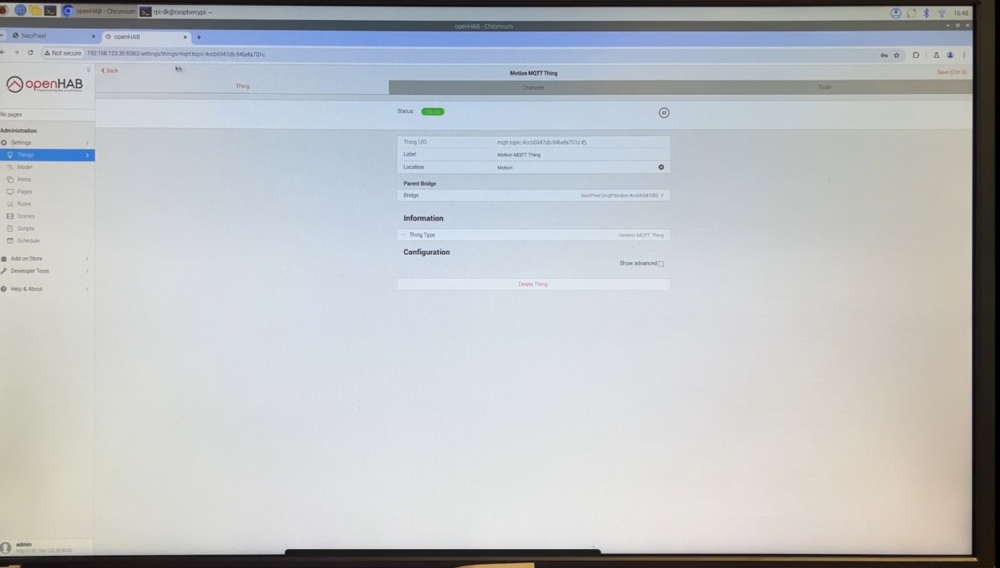 openHAB - Chromium
rpi-dk@raspberrypi: ~
16:48
openHAB - Chromium
NeoPixel
openHAB
Not secure
192.168.123.35:8080/settings/things/mqtt:topic:4ccb6947db:84befa701c
openHAB
empowering the smart home
No pages
Administration
Settings
Things
Model
Items
Pages
Rules
Scenes
Scripts
Schedule
Add-on Store
Developer Tools
Help & About
admin
http://192.168.123.35:8080
Back
Motion MQTT Thing
Save (Ctrl-S)
Thing
Channels
Code
Status:
ONLINE
Thing UID
mqtt:topic:4ccb6947db:84befa701c
Label
Motion MQTT Thing
Location
Motion
Parent Bridge
Bridge
NeoPixel (mqtt:broker:4ccb6947db)
Information
Thing Type
Generic MQTT Thing
Configuration
Show advanced
Delete Thing